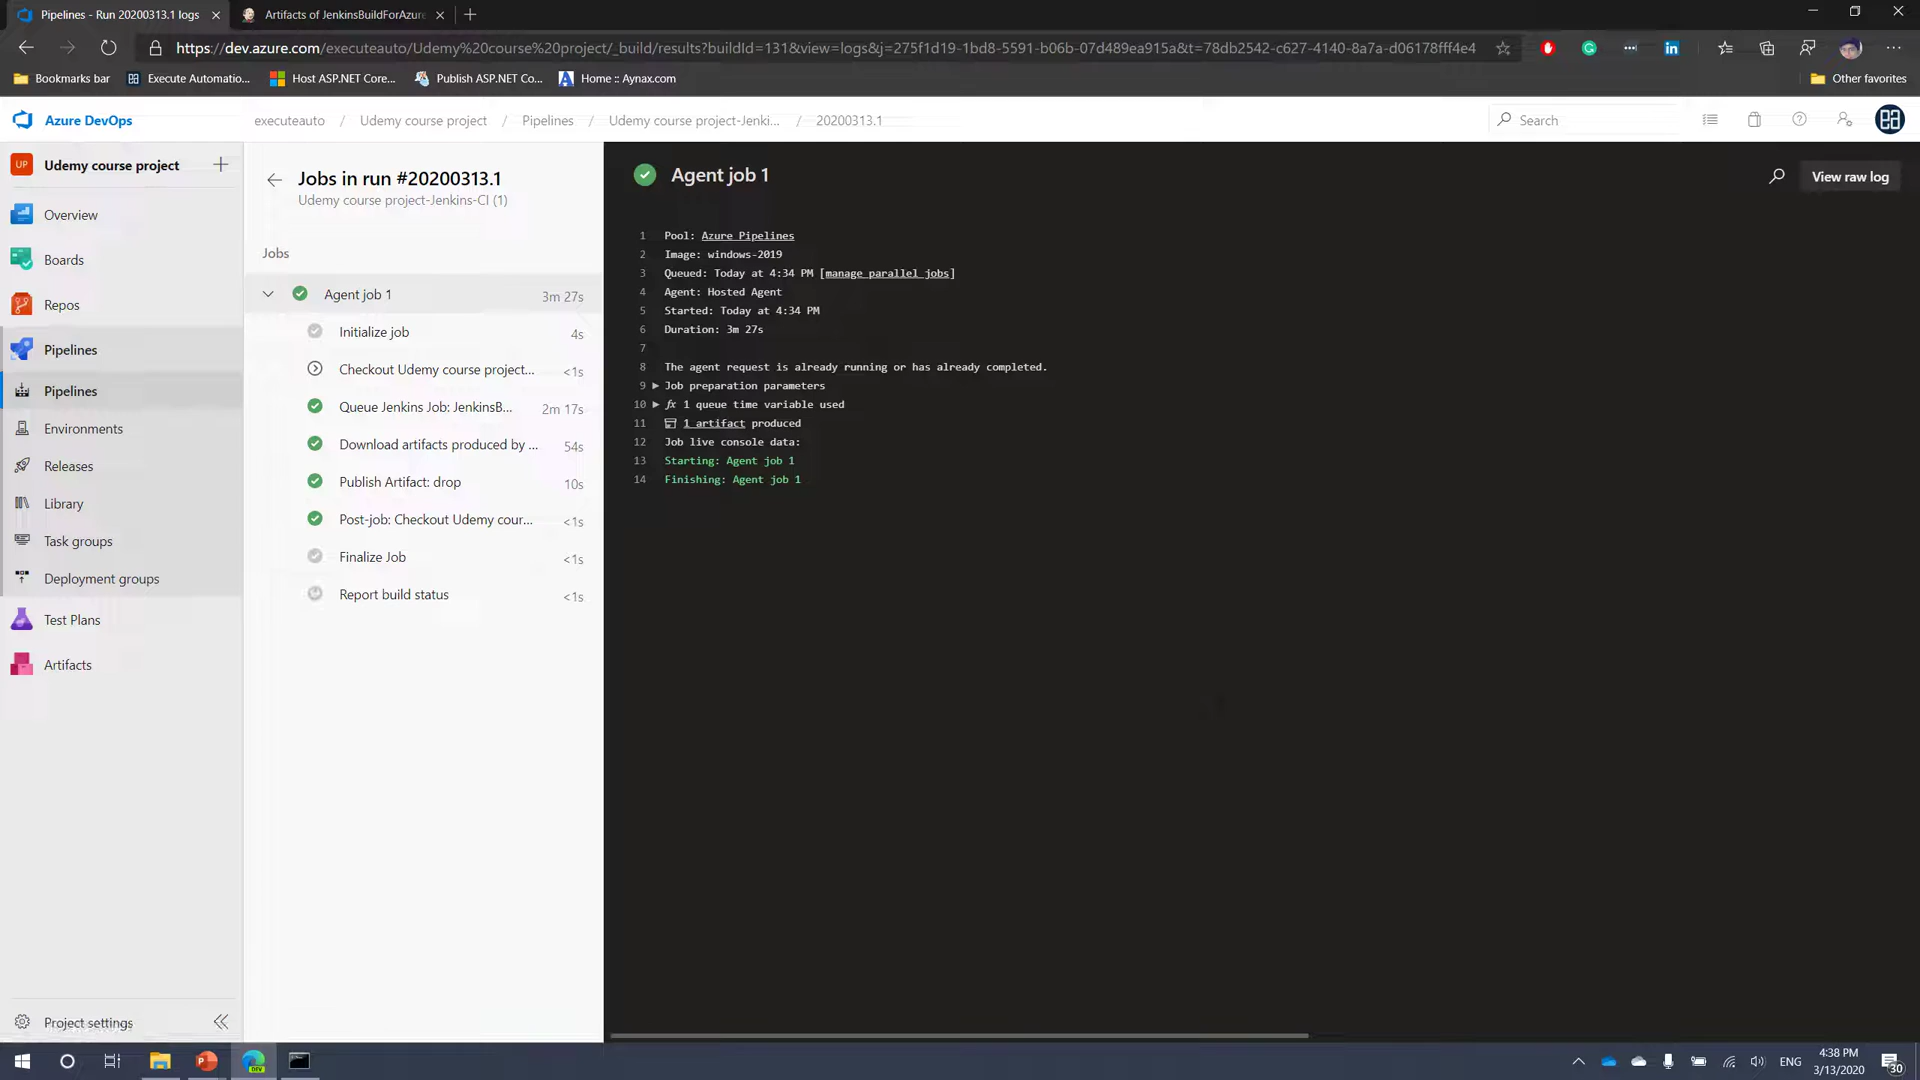 Pipelines - Run 20200313.1 logs
Artifacts of JenkinsBuildForAzure
https://dev.azure.com/executeauto/Udemy%20course%20project/_build/results?buildId=131&view=logs&j=275f1d19-1bd8-5591-b06b-07d489ea915a&t=78db2542-c627-4140-8a7a-d06178fff4e4
Bookmarks bar
Execute Automatio...
Host ASP.NET Core...
Publish ASP.NET Co...
Home :: Aynax.com
Other favorites
Azure DevOps
executeauto / Udemy course project / Pipelines / Udemy course project-Jenki... / 20200313.1
Search
UP Udemy course project
Overview
Boards
Repos
Pipelines
Pipelines
Environments
Releases
Library
Task groups
Deployment groups
Test Plans
Artifacts
Project settings
Jobs in run #20200313.1
Udemy course project-Jenkins-CI (1)
Jobs
Agent job 1 3m 27s
Initialize job 4s
Checkout Udemy course project... <1s
Queue Jenkins Job: JenkinsB... 2m 17s
Download artifacts produced by ... 54s
Publish Artifact: drop 10s
Post-job: Checkout Udemy cour... <1s
Finalize Job <1s
Report build status <1s
Agent job 1
View raw log
1 Pool: Azure Pipelines
2 Image: windows-2019
3 Queued: Today at 4:34 PM [manage parallel jobs]
4 Agent: Hosted Agent
5 Started: Today at 4:34 PM
6 Duration: 3m 27s
7
8 The agent request is already running or has already completed.
9 Job preparation parameters
10 fx 1 queue time variable used
11 1 artifact produced
12 Job live console data:
13 Starting: Agent job 1
14 Finishing: Agent job 1
DEV
ENG
4:38 PM
3/13/2020
30